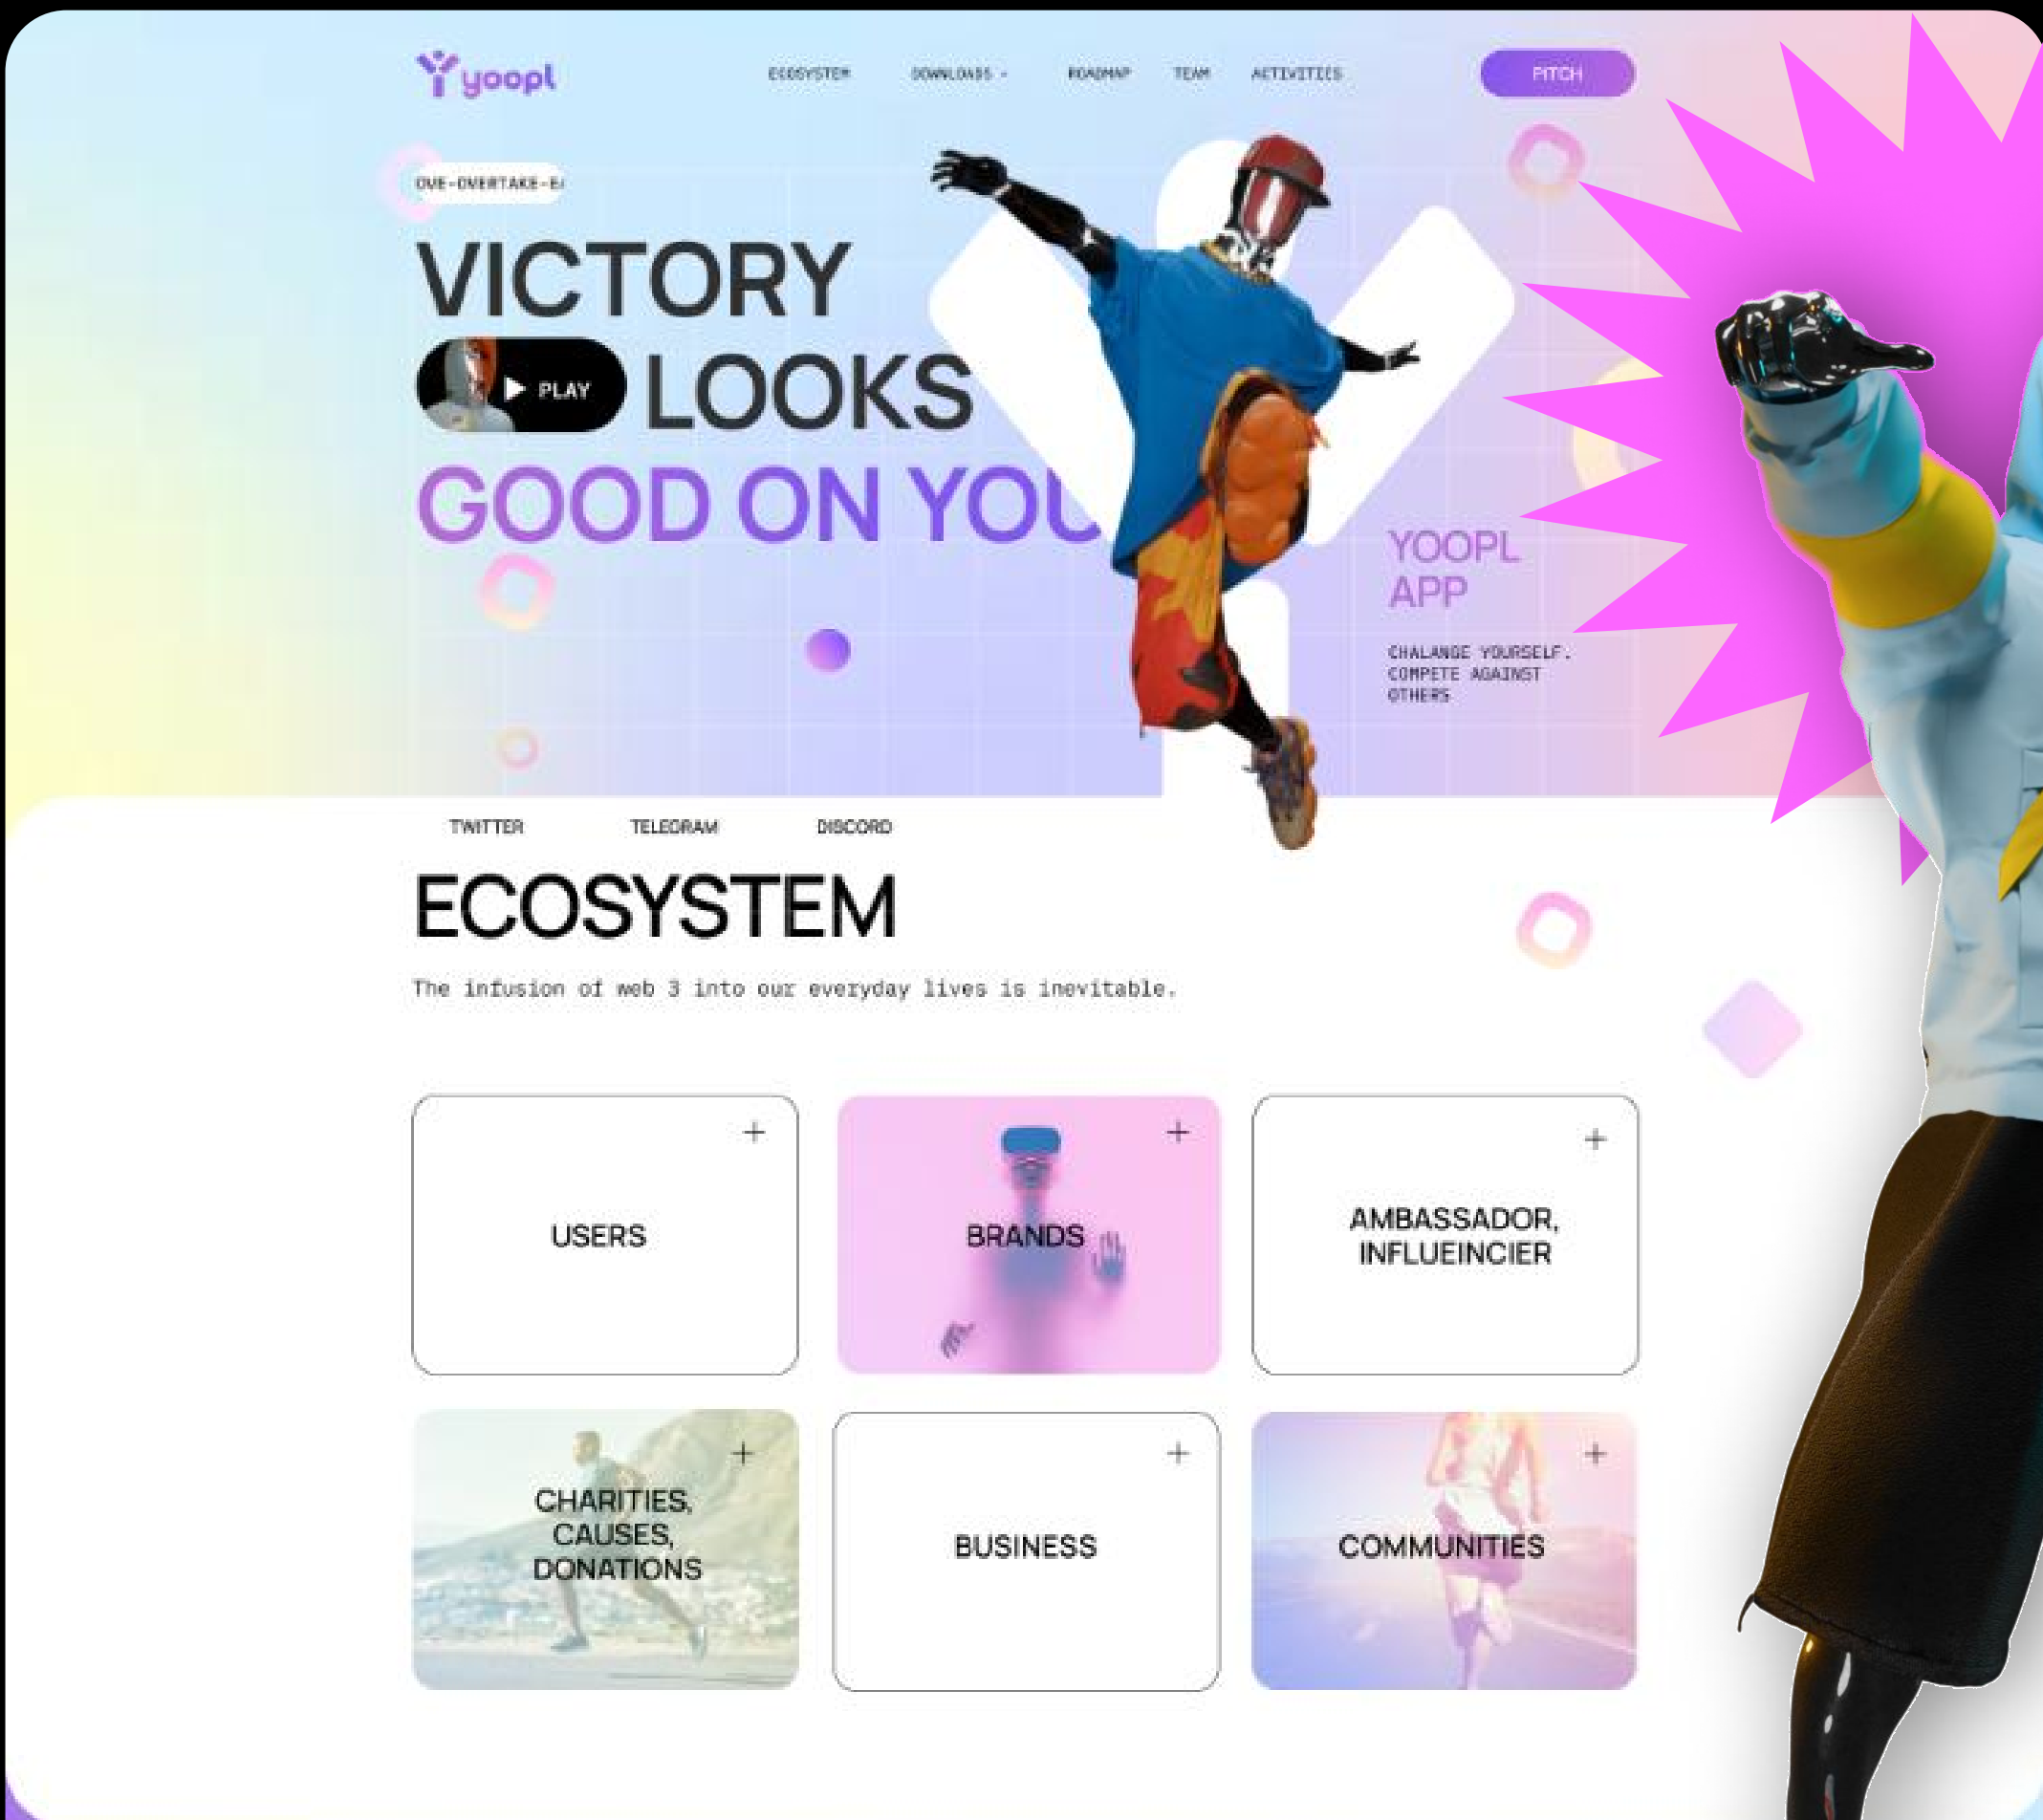 yoopl
ECOSYSTEM
DOWNLOADS
ROADMAP
TEAM
ACTIVITIES
PITCH
OVE-OVERTAKE-E
VICTORY
PLAY
LOOKS
GOOD ON YOU
YOOPL
APP
CHALANGE YOURSELF.
COMPETE AGAINST
OTHERS
TWITTER
TELEGRAM
DISCORD
ECOSYSTEM
The infusion of web 3 into our everyday lives is inevitable.
USERS
BRANDS
AMBASSADOR,
INFLUEINCIER
CHARITIES,
CAUSES,
DONATIONS
BUSINESS
COMMUNITIES